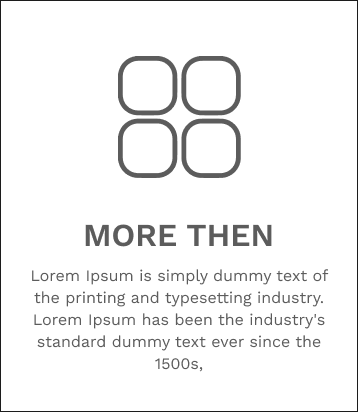 MORE THEN
Lorem Ipsum is simply dummy text of
the printing and typesetting industry.
Lorem Ipsum has been the industry's
standard dummy text ever since the
1500s,